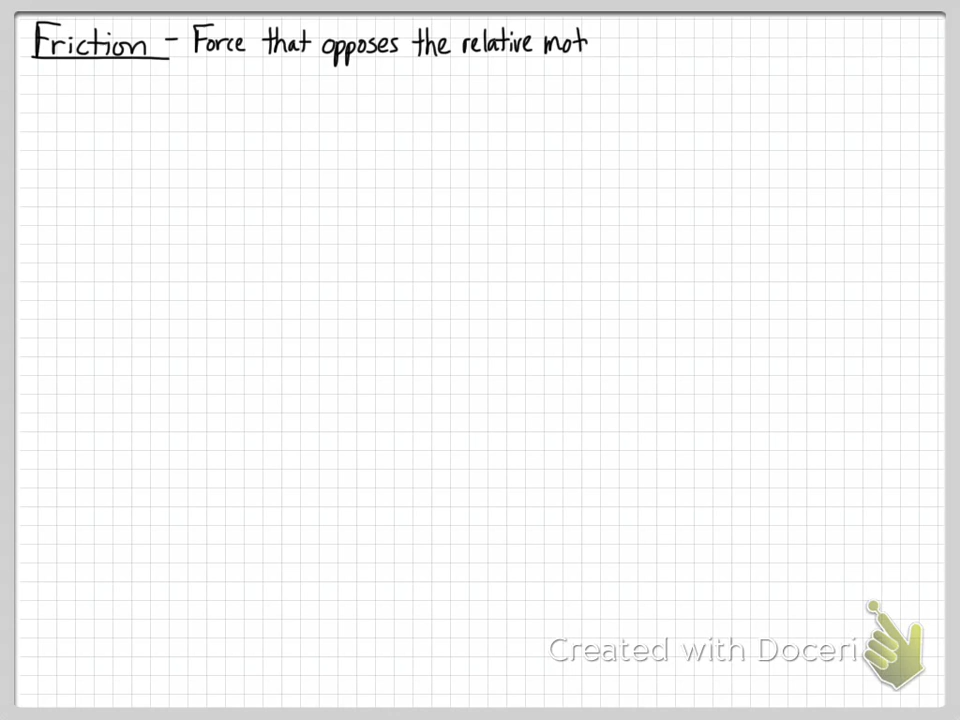 Friction - Force that opposes the relative mot
Created with Doceri